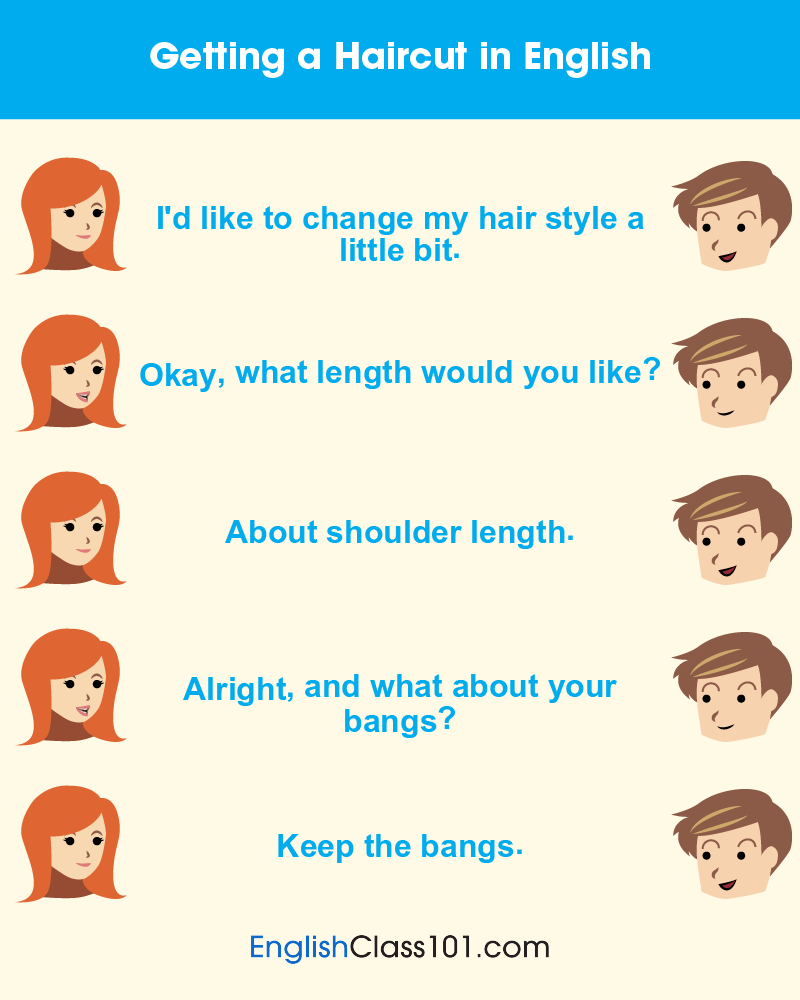 Getting a Haircut in English
I'd like to change my hair style a
little bit.
Okay, what length would you like?
About shoulder length.
Alright, and what about your
bangs?
Keep the bangs.
EnglishClass101.com